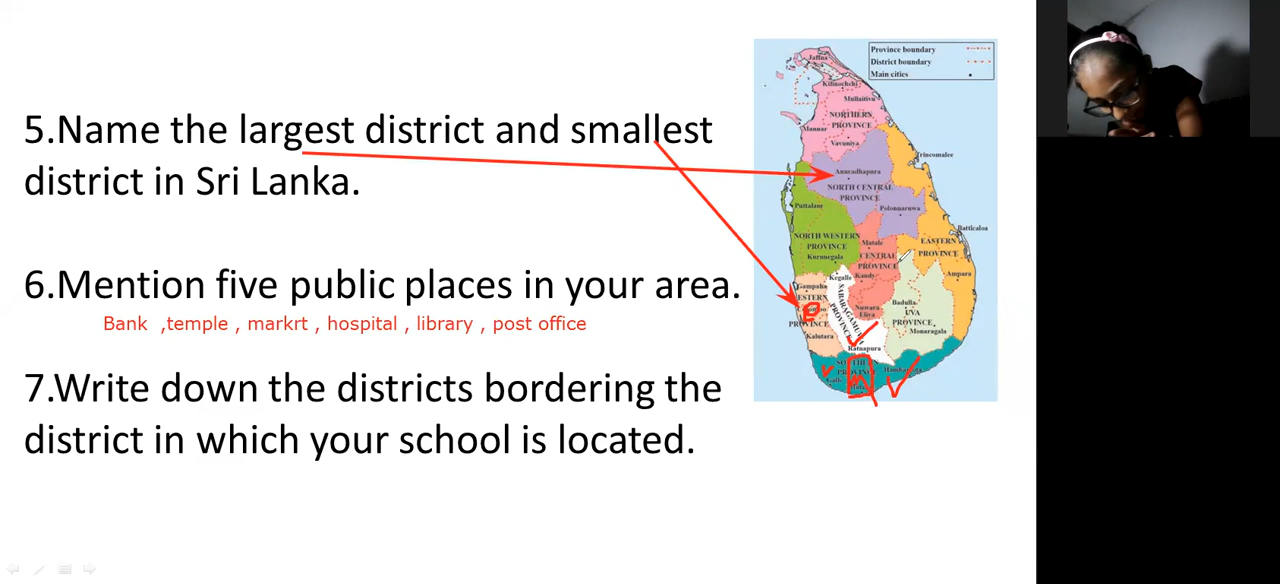 5.Name the largest district and smallest
district in Sri Lanka.
6.Mention five public places in your area.
Bank ,temple , markrt , hospital , library , post office
7.Write down the districts bordering the
district in which your school is located.
Province boundary
District boundary
Main cities
Jaffna
Kilinochchi
Mullaitivu
NORTHERN
PROVINCE
Mannar
Vavuniya
Trincomalee
Anuradhapura
NORTH CENTRAL
PROVINCE
Puttalam
Polonnaruwa
Batticaloa
NORTH WESTERN
PROVINCE
Matale
EASTERN
PROVINCE
Kurunegala
CENTRAL
PROVINCE
Kegalle
Kandy
Ampara
Gampaha
SABARAGAMUWA
PROVINCE
Badulla
Nuwara
Eliya
UVA
PROVINCE
PROVINCE
Monaragala
Kalutara
Ratnapura
PROVINCE
Galle